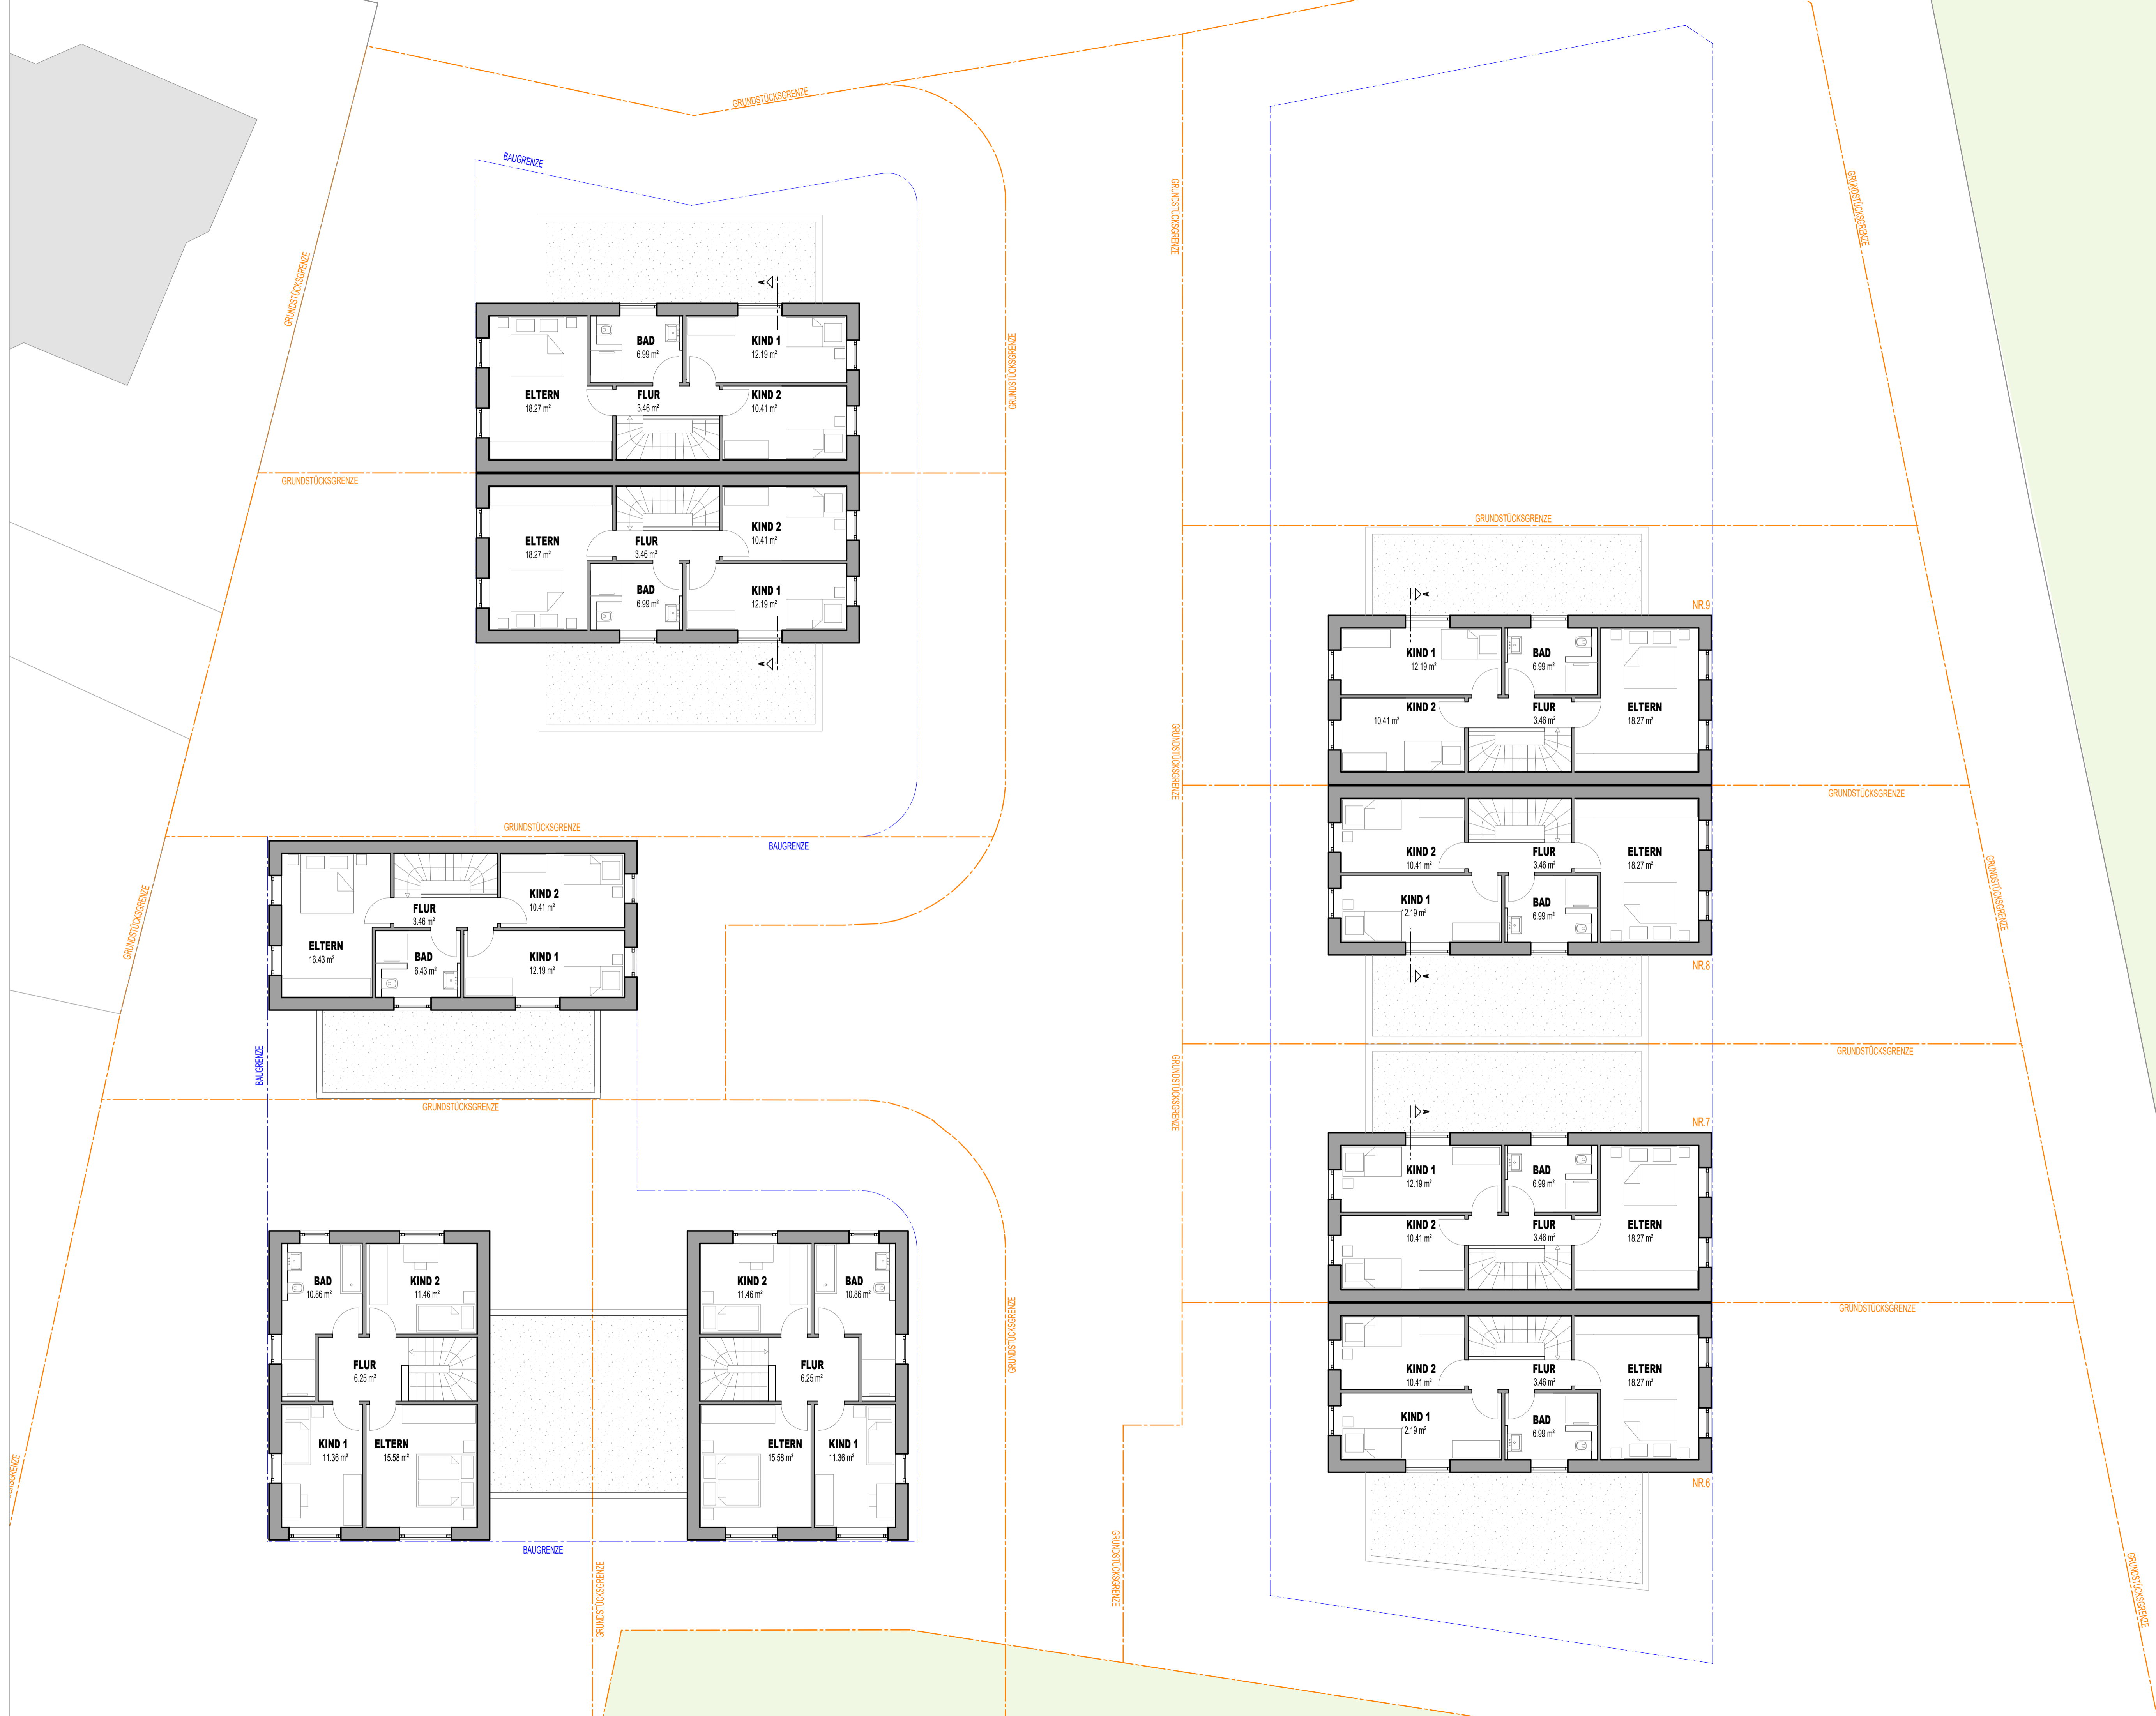 GRUNDSTÜCKSGRENZE
BAUGRENZE
GRUNDSTÜCKSGRENZE
GRUNDSTÜCKSGRENZE
GRUNDSTÜCKSGRENZE
GRUNDSTÜCKSGRENZE
A
BAD
6.99 m²
KIND 1
12.19 m²
ELTERN
18.27 m²
FLUR
3.46 m²
KIND 2
10.41 m²
GRUNDSTÜCKSGRENZE
ELTERN
18.27 m²
FLUR
3.46 m²
KIND 2
10.41 m²
BAD
6.99 m²
KIND 1
12.19 m²
A
GRUNDSTÜCKSGRENZE
BAUGRENZE
GRUNDSTÜCKSGRENZE
KIND 2
10.41 m²
FLUR
3.46 m²
ELTERN
16.43 m²
BAD
6.43 m²
KIND 1
12.19 m²
BAUGRENZE
GRUNDSTÜCKSGRENZE
BAD
10.86 m²
KIND 2
11.46 m²
FLUR
6.25 m²
KIND 1
11.36 m²
ELTERN
15.58 m²
KIND 2
11.46 m²
BAD
10.86 m²
FLUR
6.25 m²
ELTERN
15.58 m²
KIND 1
11.36 m²
GRUNDSTÜCKSGRENZE
BAUGRENZE
GRUNDSTÜCKSGRENZE
GRUNDSTÜCKSGRENZE
GRUNDSTÜCKSGRENZE
GRUNDSTÜCKSGRENZE
GRUNDSTÜCKSGRENZE
A
NR.9
KIND 1
12.19 m²
BAD
6.99 m²
KIND 2
10.41 m²
FLUR
3.46 m²
ELTERN
18.27 m²
GRUNDSTÜCKSGRENZE
KIND 2
10.41 m²
FLUR
3.46 m²
ELTERN
18.27 m²
KIND 1
12.19 m²
BAD
6.99 m²
A
NR.8
GRUNDSTÜCKSGRENZE
GRUNDSTÜCKSGRENZE
A
NR.7
KIND 1
12.19 m²
BAD
6.99 m²
KIND 2
10.41 m²
FLUR
3.46 m²
ELTERN
18.27 m²
GRUNDSTÜCKSGRENZE
KIND 2
10.41 m²
FLUR
3.46 m²
ELTERN
18.27 m²
KIND 1
12.19 m²
BAD
6.99 m²
NR.6
GRUNDSTÜCKSGRENZE